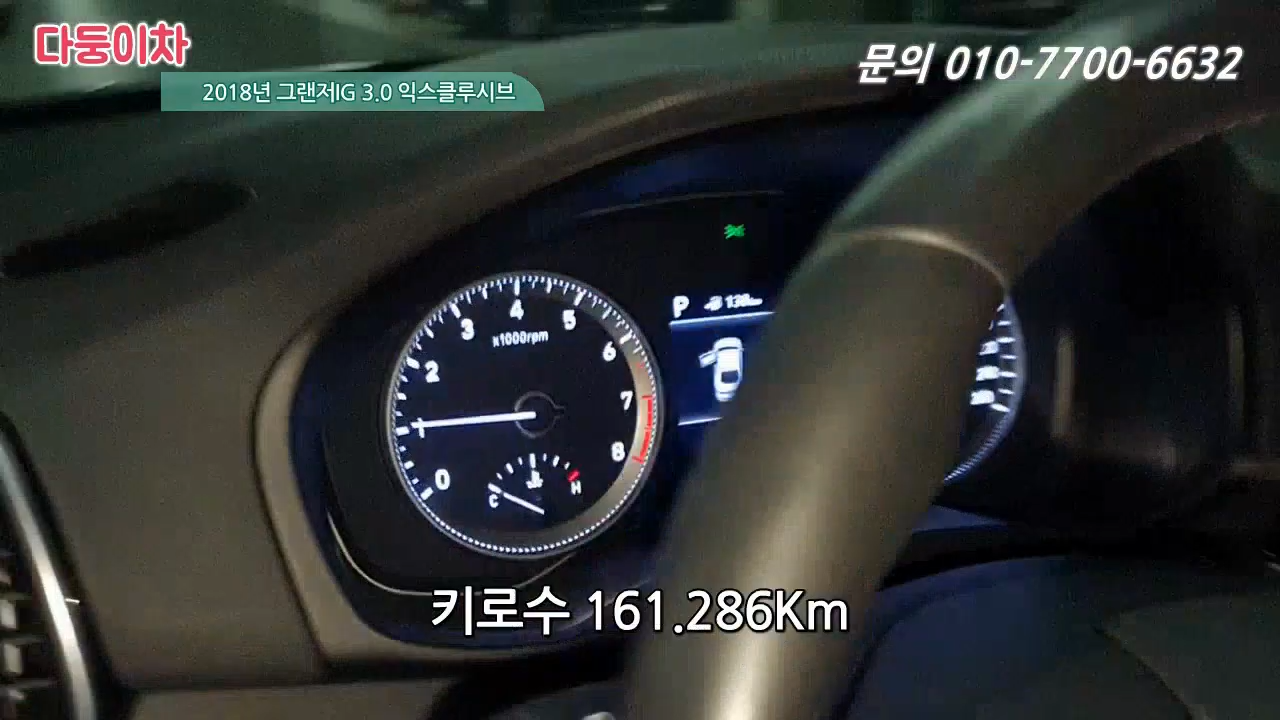 다둥이차
문의 010-7700-6632
2018년 그랜저IG 3.0 익스클루시브
P 138km
0 1 2 3 4 5 6 7 8
x1000rpm
C H
키로수 161.286Km